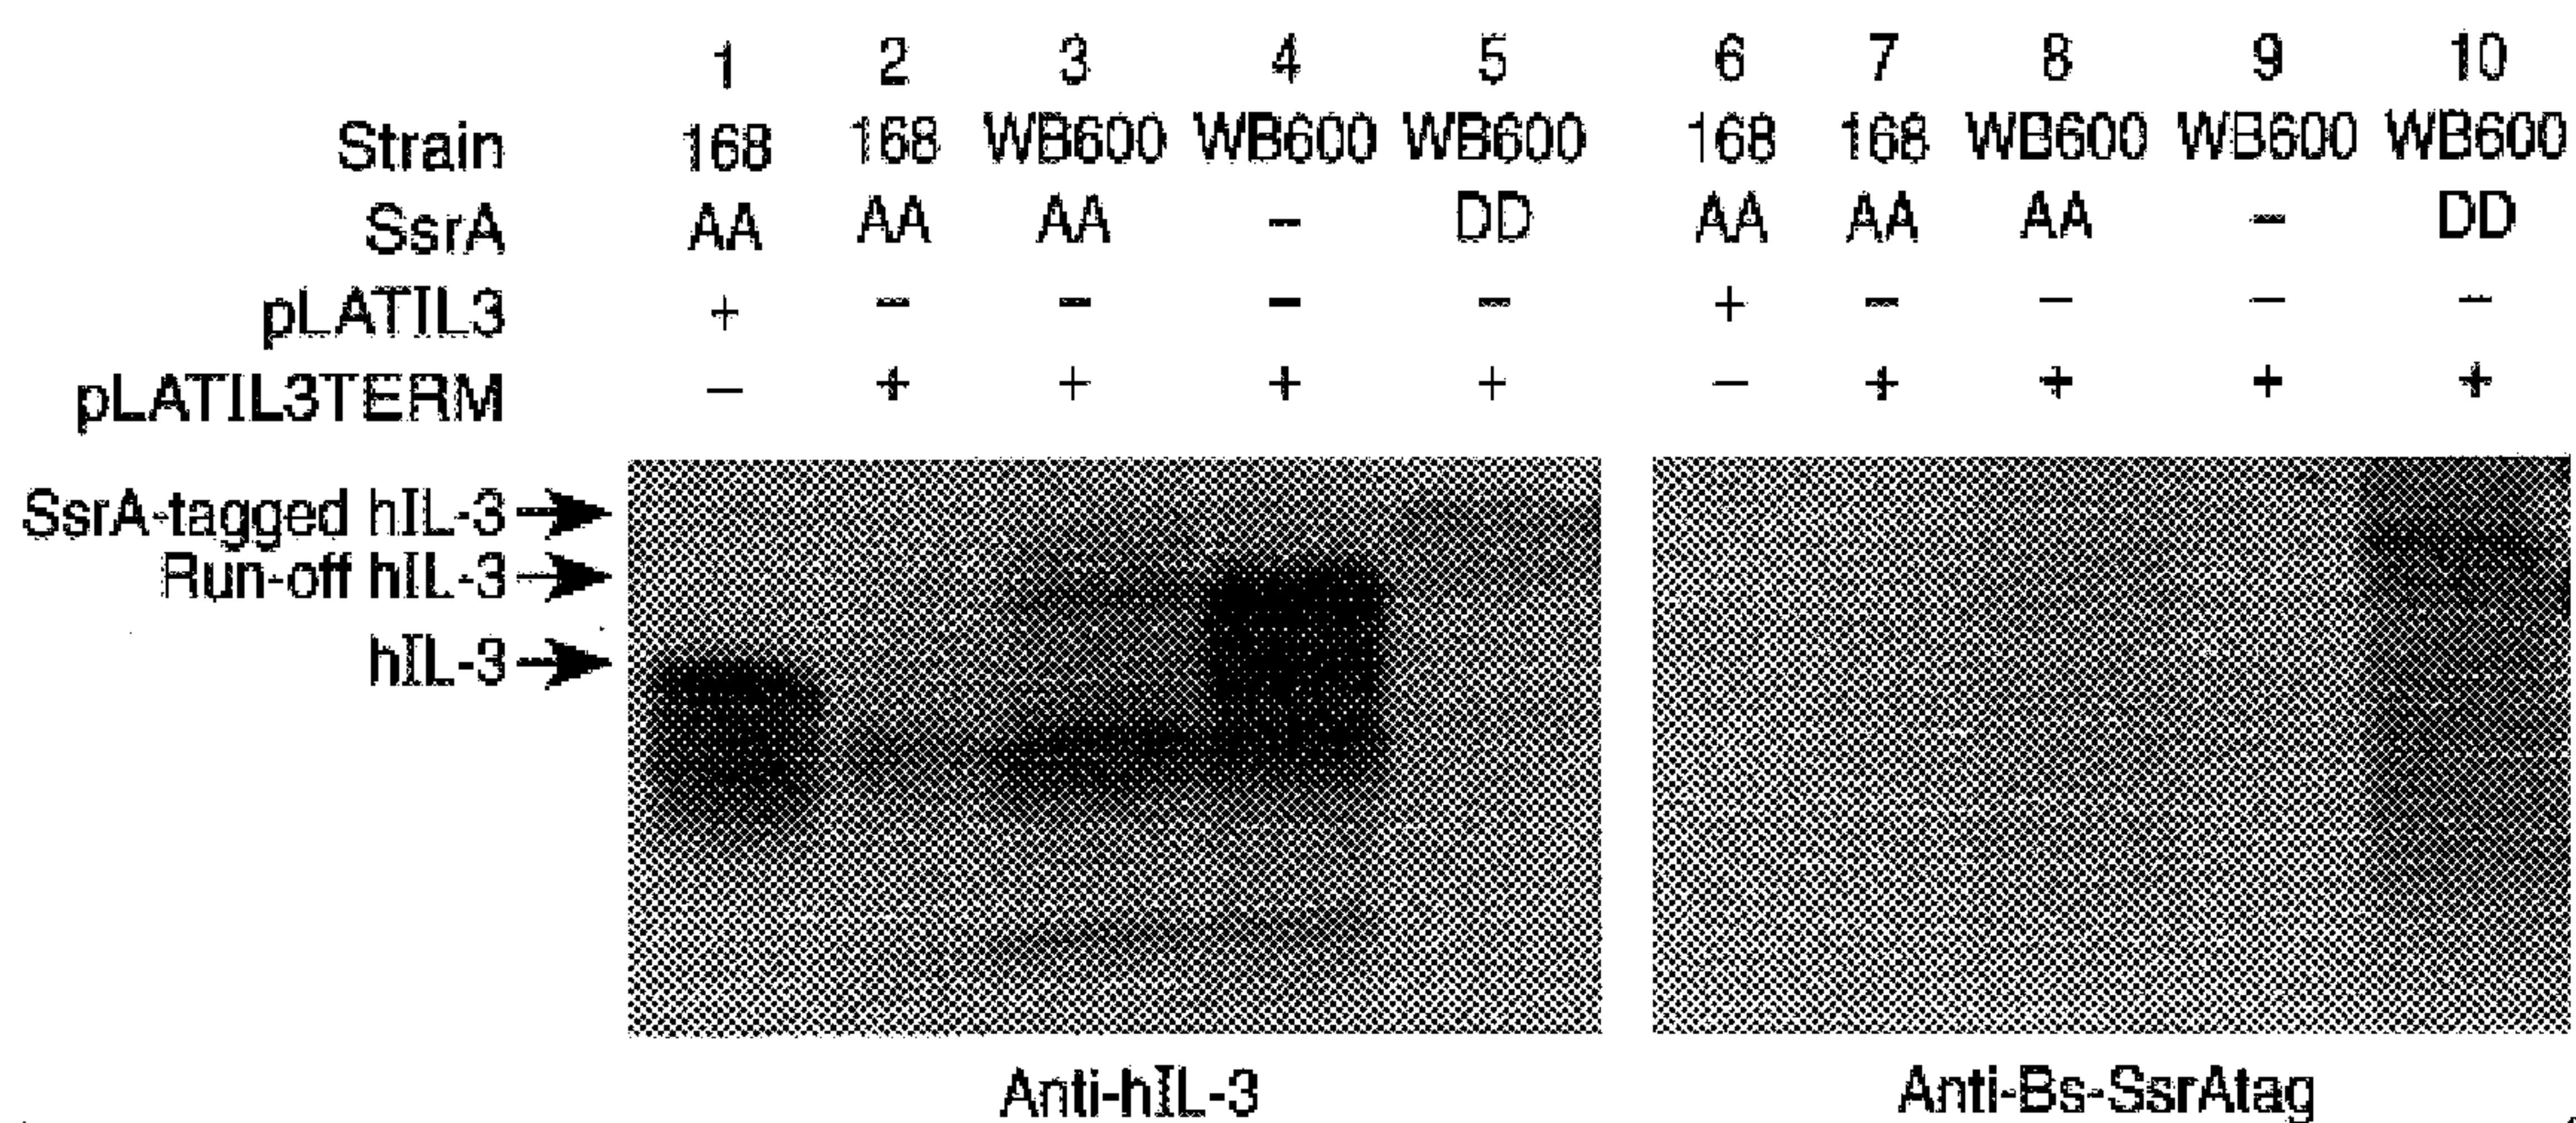 1 2 3 4 5 6 7 8 9 10
Strain 168 168 WB600 WB600 WB600 168 168 WB600 WB600 WB600
SsrA AA AA AA – DD AA AA AA – DD
pLATIL3 + – – – – + – – – –
pLATIL3TERM – + + + + – + + + +
SsrA-tagged hIL-3
Run-off hIL-3
hIL-3
Anti-hIL-3 Anti-Bs-SsrAtag